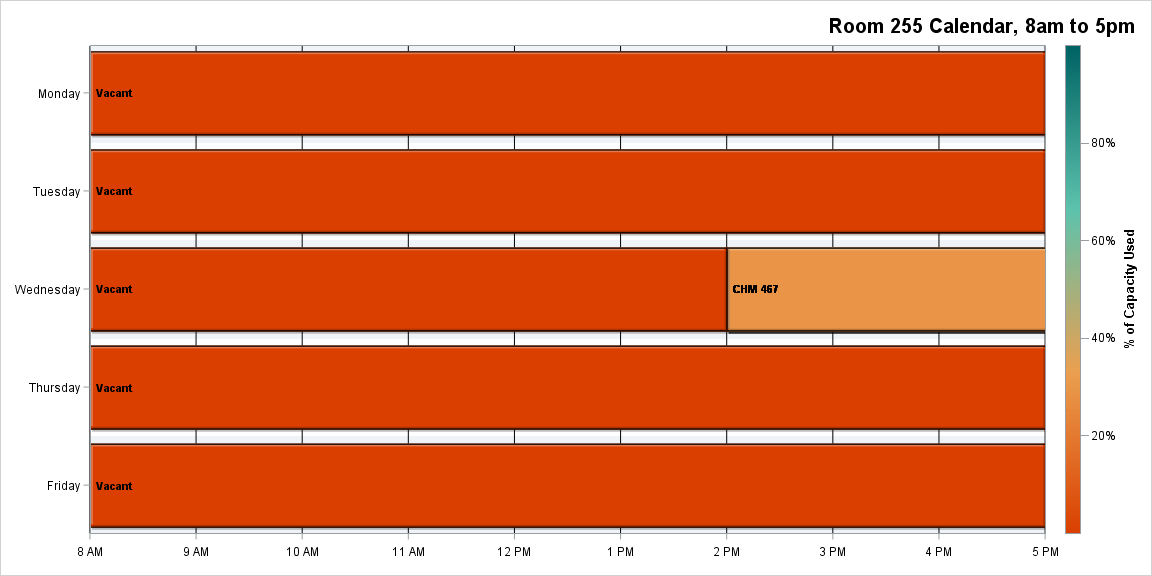 Room 255 Calendar, 8am to 5pm
Monday
Vacant
Tuesday
Vacant
Wednesday
Vacant
CHM 467
Thursday
Vacant
Friday
Vacant
8 AM 9 AM 10 AM 11 AM 12 PM 1 PM 2 PM 3 PM 4 PM 5 PM
80%
60%
40%
20%
% of Capacity Used